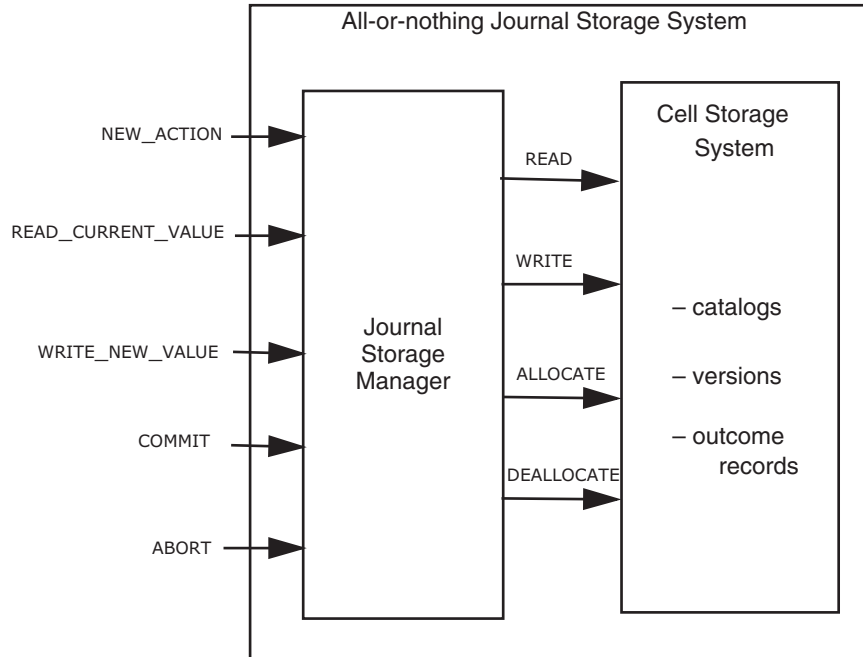 All-or-nothing Journal Storage System
NEW_ACTION
READ_CURRENT_VALUE
WRITE_NEW_VALUE
COMMIT
ABORT
Journal
Storage
Manager
READ
WRITE
ALLOCATE
DEALLOCATE
Cell Storage
System
– catalogs
– versions
– outcome
records